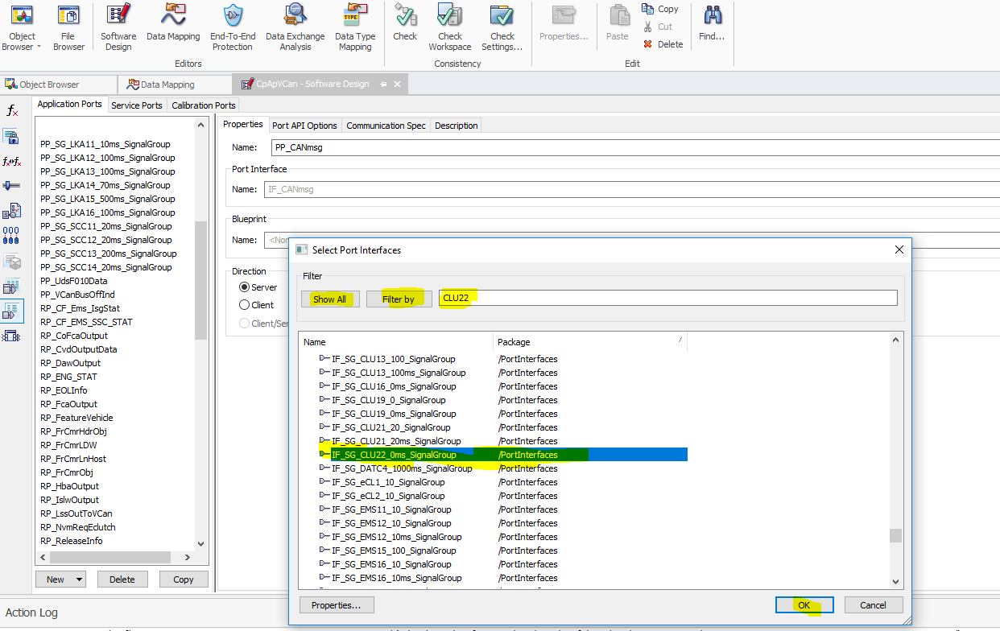 Object Browser
File Browser
Software Design
Data Mapping
End-To-End Protection
Data Exchange Analysis
Data Type Mapping
Check
Check Workspace
Check Settings...
Properties...
Paste
Copy
Cut
Delete
Find...
Editors
Consistency
Edit
TYPE
Object Browser
Data Mapping
CpApVCan - Software Design
Application Ports
Service Ports
Calibration Ports
PP_SG_LKA11_10ms_SignalGroup
PP_SG_LKA12_100ms_SignalGroup
PP_SG_LKA13_100ms_SignalGroup
PP_SG_LKA14_70ms_SignalGroup
PP_SG_LKA15_500ms_SignalGroup
PP_SG_LKA16_100ms_SignalGroup
PP_SG_SCC11_20ms_SignalGroup
PP_SG_SCC12_20ms_SignalGroup
PP_SG_SCC13_200ms_SignalGroup
PP_SG_SCC14_20ms_SignalGroup
PP_UdsF010Data
PP_VCanBusOffInd
RP_CF_Ems_IsgStat
RP_CF_EMS_SSC_STAT
RP_CoFcaOutput
RP_CvdOutputData
RP_DawOutput
RP_ENG_STAT
RP_EOLInfo
RP_FcaOutput
RP_FeatureVehicle
RP_FrCmrHdrObj
RP_FrCmrLDW
RP_FrCmrLnHost
RP_FrCmrObj
RP_HbaOutput
RP_IslwOutput
RP_LssOutToVCan
RP_NvmReqEclutch
RP_ReleaseInfo
New
Delete
Copy
Properties
Port API Options
Communication Spec
Description
Name: PP_CANmsg
Port Interface
Name: IF_CANmsg
Blueprint
Name: <Non
Direction
Server
Client
Client/Ser
Select Port Interfaces
Filter
Show All
Filter by
CLU22
Name Package
IF_SG_CLU13_100_SignalGroup /PortInterfaces
IF_SG_CLU13_100ms_SignalGroup /PortInterfaces
IF_SG_CLU16_0ms_SignalGroup /PortInterfaces
IF_SG_CLU19_0_SignalGroup /PortInterfaces
IF_SG_CLU19_0ms_SignalGroup /PortInterfaces
IF_SG_CLU21_20_SignalGroup /PortInterfaces
IF_SG_CLU21_20ms_SignalGroup /PortInterfaces
IF_SG_CLU22_0ms_SignalGroup /PortInterfaces
IF_SG_DATC4_1000ms_SignalGroup /PortInterfaces
IF_SG_eCL1_10_SignalGroup /PortInterfaces
IF_SG_eCL2_10_SignalGroup /PortInterfaces
IF_SG_EMS11_10_SignalGroup /PortInterfaces
IF_SG_EMS12_10_SignalGroup /PortInterfaces
IF_SG_EMS12_10ms_SignalGroup /PortInterfaces
IF_SG_EMS15_100_SignalGroup /PortInterfaces
IF_SG_EMS16_10_SignalGroup /PortInterfaces
IF_SG_EMS16_10ms_SignalGroup /PortInterfaces
Properties...
OK
Cancel
Action Log